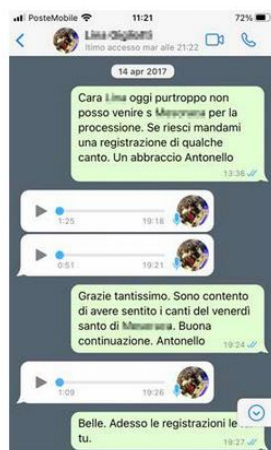 PosteMobile 11:21 72%
ltimo accesso mar alle 21:22
14 apr 2017
Cara oggi purtroppo non
posso venire s per la
processione. Se riesci mandami
una registrazione di qualche
canto. Un abbraccio Antonello
13:36
1:25 19:18
0:51 19:21
Grazie tantissimo. Sono contento
di avere sentito i canti del venerdì
santo di Buona
continuazione. Antonello 19:24
1:09 19:26
Belle. Adesso le registrazioni le
tu.
19:27